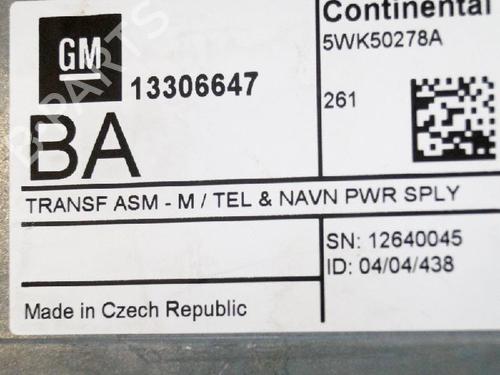 GM
13306647
BA
Continental
5WK50278A
261
TRANSF ASM - M / TEL & NAVN PWR SPLY
SN: 12640045
ID: 04/04/438
Made in Czech Republic
B-PARTS